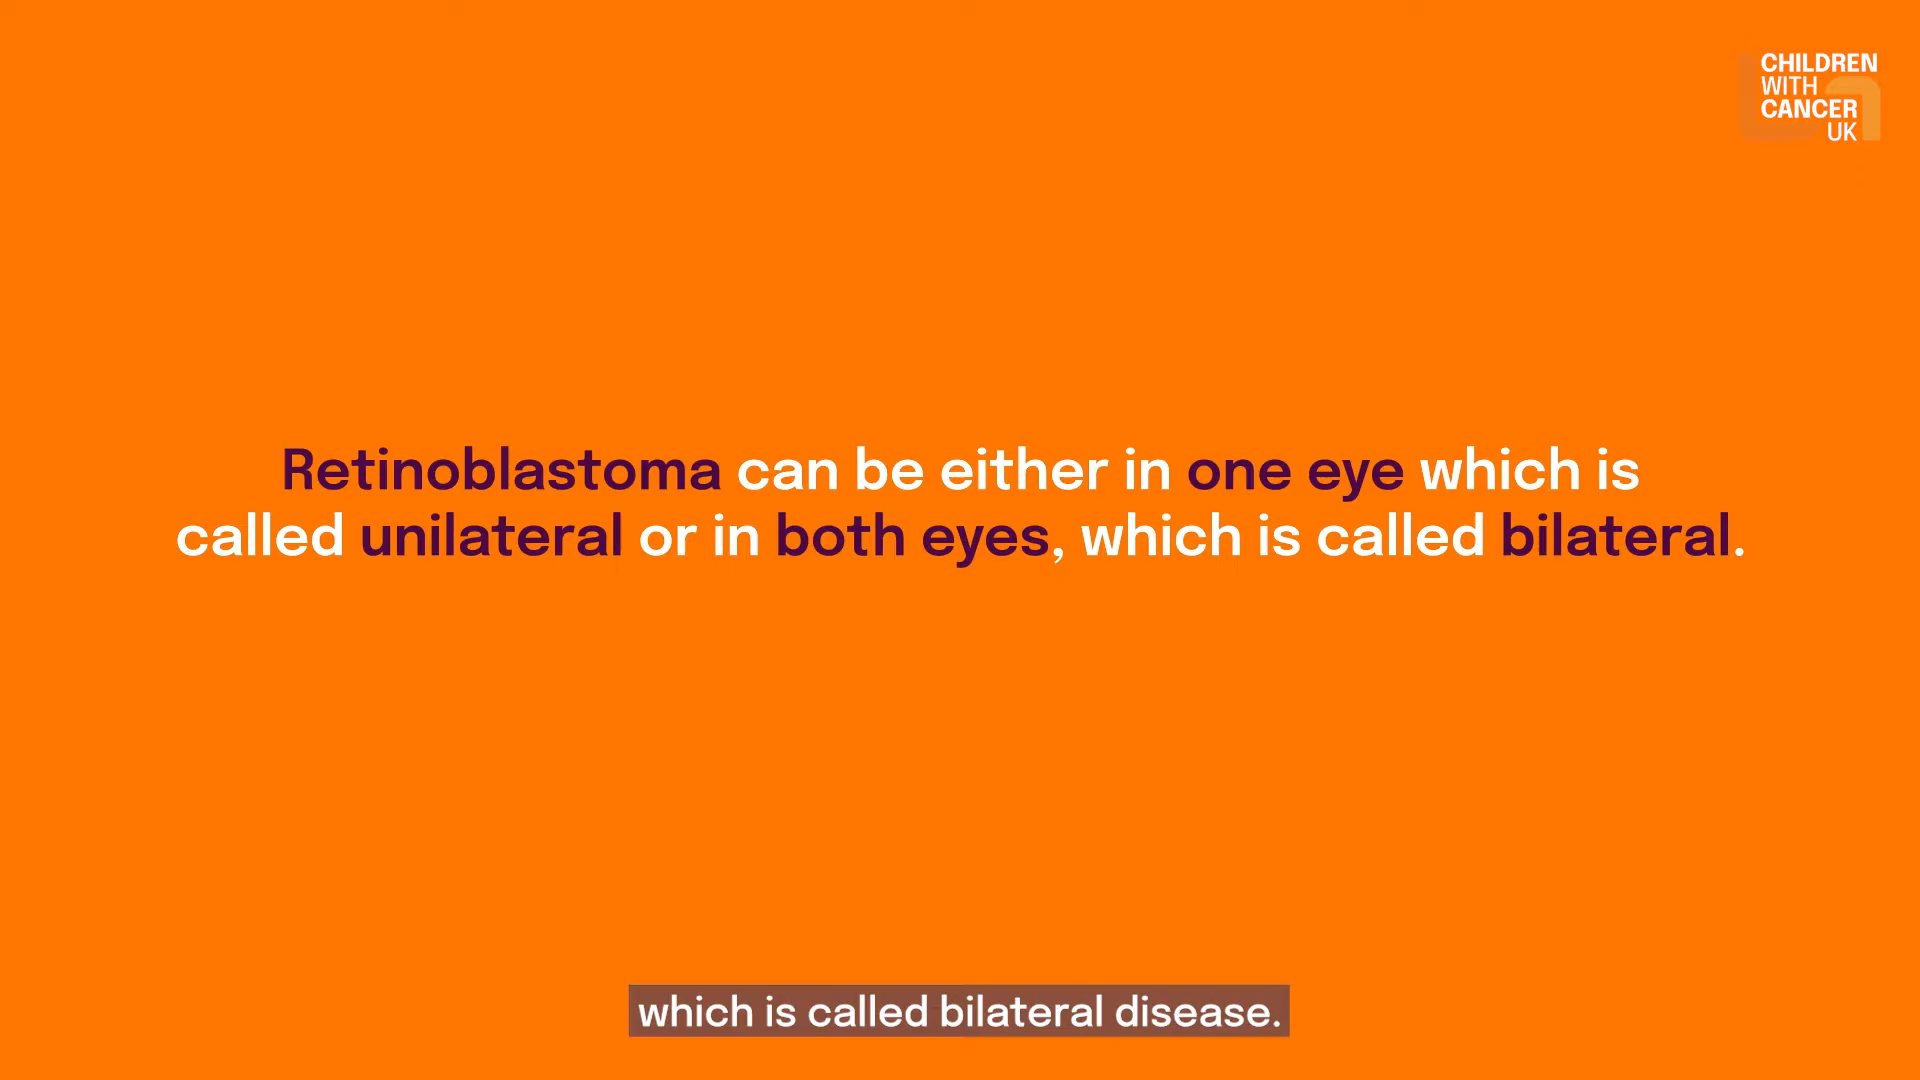 CHILDREN
WITH
CANCER
UK
Retinoblastoma can be either in one eye which is
called unilateral or in both eyes, which is called bilateral.
which is called bilateral disease.